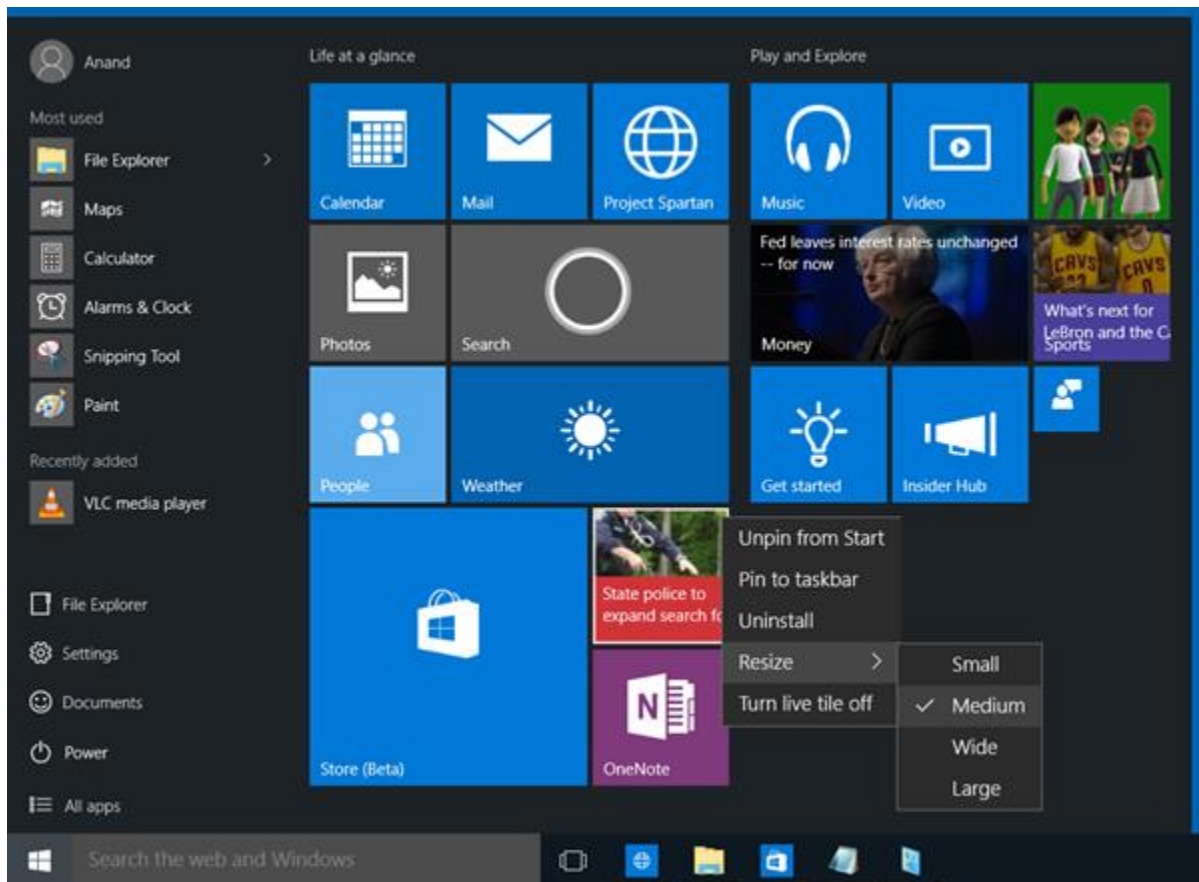 Anand
Most used
File Explorer
Maps
Calculator
Alarms & Clock
Snipping Tool
Paint
Recently added
VLC media player
File Explorer
Settings
Documents
Power
All apps
Search the web and Windows
Life at a glance
Calendar
Mail
Project Spartan
Photos
Search
People
Weather
Store (Beta)
State police to
expand search fo
N
OneNote
Play and Explore
Music
Video
Fed leaves interest rates unchanged
-- for now
Money
CAVS
CAVS
What's next for
LeBron and the Ca
Sports
Get started
Insider Hub
Unpin from Start
Pin to taskbar
Uninstall
Resize
Turn live tile off
Small
Medium
Wide
Large